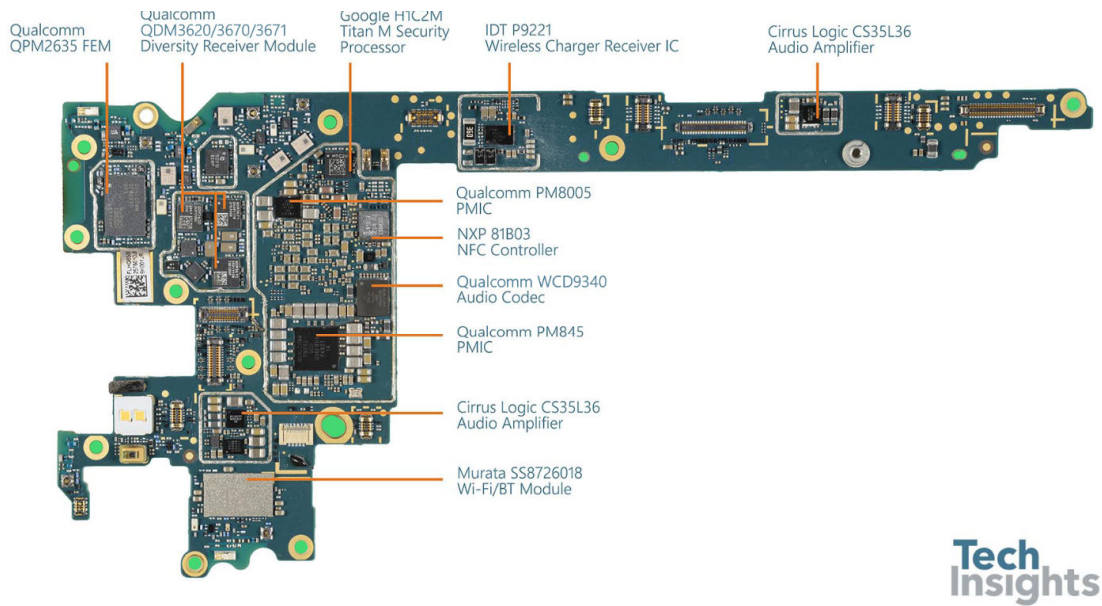 Qualcomm
QPM2635 FEM
Qualcomm
QDM3620/3670/3671
Diversity Receiver Module
Google H1C2M
Titan M Security
Processor
IDT P9221
Wireless Charger Receiver IC
Cirrus Logic CS35L36
Audio Amplifier
Qualcomm PM8005
PMIC
NXP 81B03
NFC Controller
Qualcomm WCD9340
Audio Codec
Qualcomm PM845
PMIC
Cirrus Logic CS35L36
Audio Amplifier
Murata SS8726018
Wi-Fi/BT Module
Tech
Insights